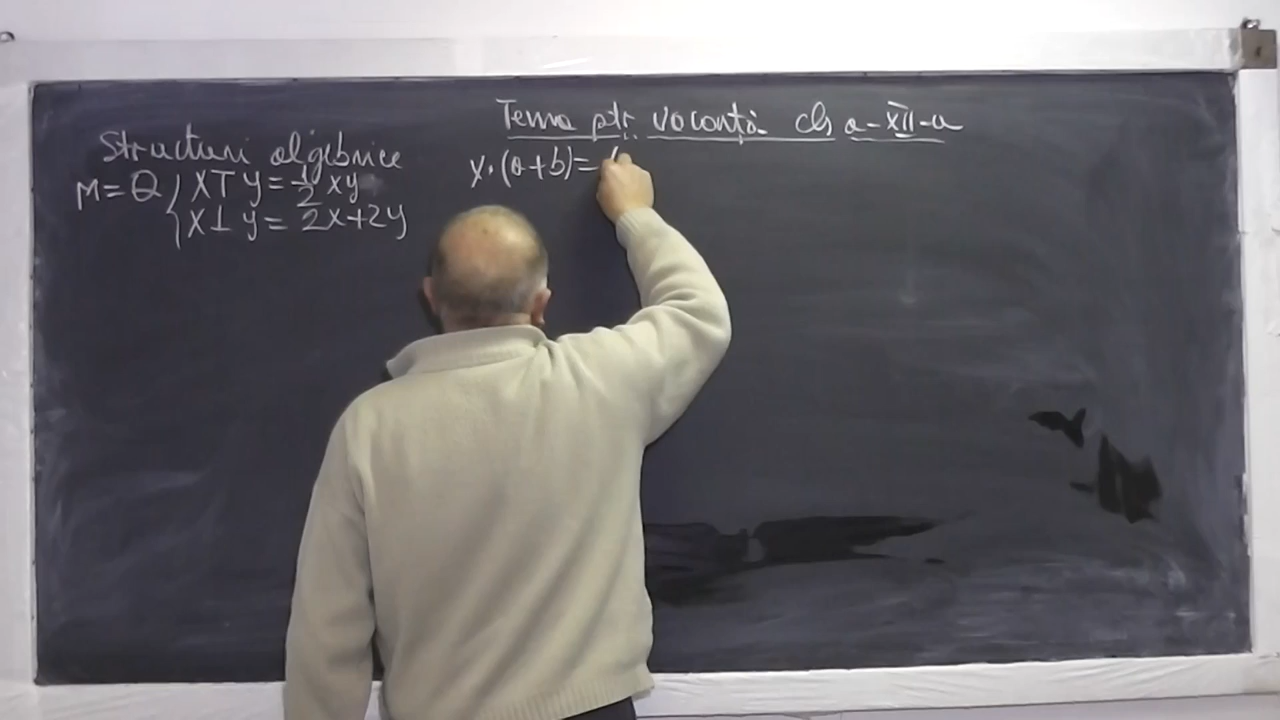 Tema ptr vacanță cls a-XII-a
Structuri algebrice
M=Q, x⊤y=1/2 xy
x⊥y=2x+2y
x·(a+b)=